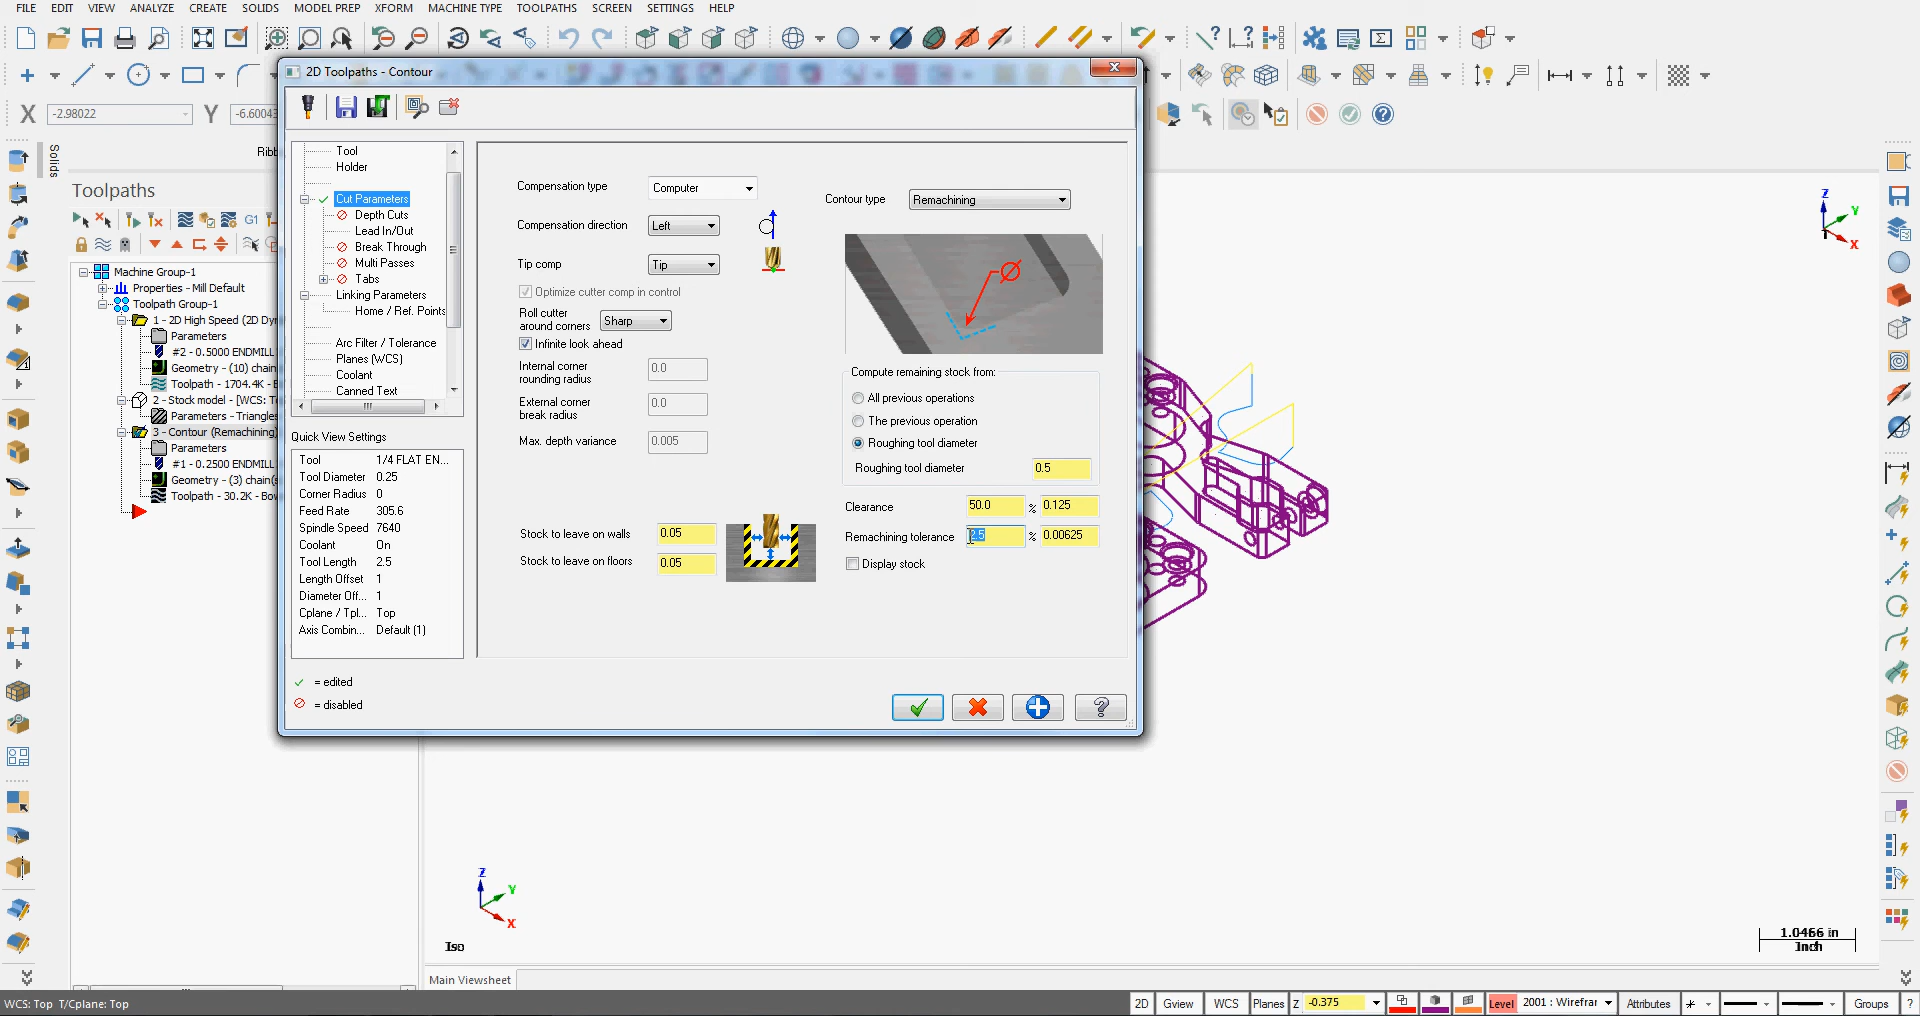 FILE EDIT VIEW ANALYZE CREATE SOLIDS MODEL PREP XFORM MACHINE TYPE TOOLPATHS SCREEN SETTINGS HELP
2D Toolpaths - Contour
X -2.98022 Y -6.6004
Solids
Ribb
Toolpaths
G1
Machine Group-1
Properties - Mill Default
Toolpath Group-1
1 - 2D High Speed (2D Dyn
Parameters
#2 - 0.5000 ENDMILL
Geometry - (10) chain
Toolpath - 1704.4K -
2 - Stock model - [WCS: T
Parameters - Triangles
3 - Contour (Remachining)
Parameters
#1 - 0.2500 ENDMILL
Geometry - (3) chain(s
Toolpath - 30.2K - Bo
Tool
Holder
Cut Parameters
Depth Cuts
Lead In/Out
Break Through
Multi Passes
Tabs
Linking Parameters
Home / Ref. Points
Arc Filter / Tolerance
Planes (WCS)
Coolant
Canned Text
Quick View Settings
Tool 1/4 FLAT EN...
Tool Diameter 0.25
Corner Radius 0
Feed Rate 305.6
Spindle Speed 7640
Coolant On
Tool Length 2.5
Length Offset 1
Diameter Off... 1
Cplane / Tpl... Top
Axis Combin... Default (1)
= edited
= disabled
Compensation type Computer
Compensation direction Left
Tip comp Tip
Optimize cutter comp in control
Roll cutter
around corners Sharp
Infinite look ahead
Internal corner
rounding radius 0.0
External corner
break radius 0.0
Max. depth variance 0.005
Stock to leave on walls 0.05
Stock to leave on floors 0.05
Contour type Remachining
Compute remaining stock from:
All previous operations
The previous operation
Roughing tool diameter
Roughing tool diameter 0.5
Clearance 50.0 % 0.125
Remachining tolerance 2.5 % 0.00625
Display stock
Z Y X
Z Y X
Iso
1.0466 in
Inch
Main Viewsheet
WCS: Top T/Cplane: Top
2D Gview WCS Planes Z -0.375 Level 2001 : Wirefrar Attributes Groups ?